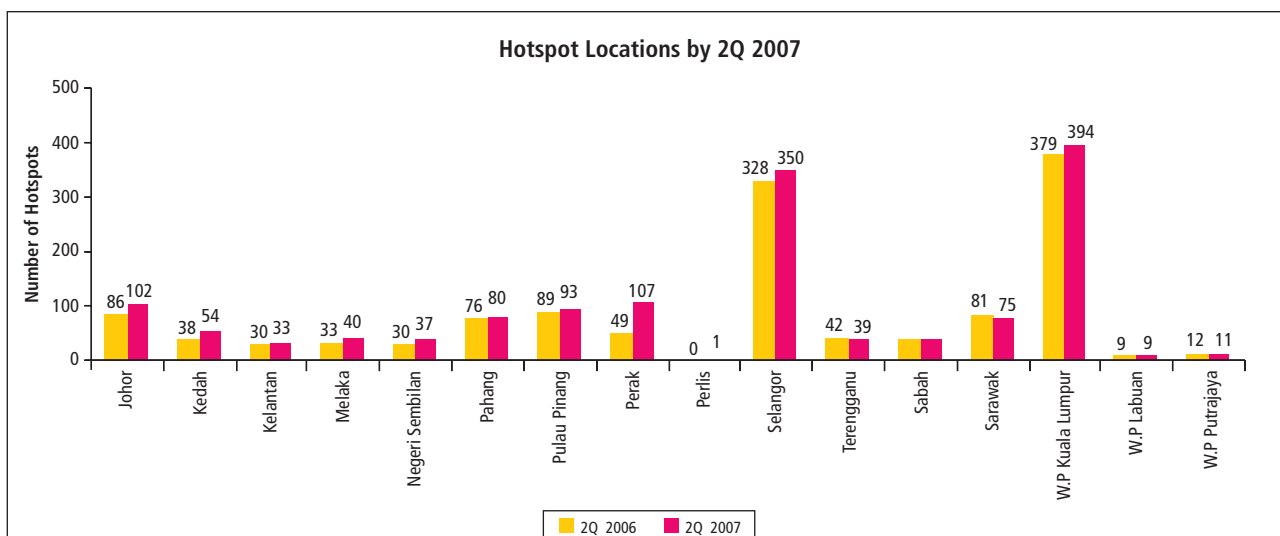 Hotspot Locations by 2Q 2007
Number of Hotspots
500
400
300
200
100
0
86 102
38 54
30 33
33 40
30 37
76 80
89 93
49 107
0 1
328 350
42 39
81 75
379 394
9 9
12 11
Johor
Kedah
Kelantan
Melaka
Negeri Sembilan
Pahang
Pulau Pinang
Perak
Perlis
Selangor
Terengganu
Sabah
Sarawak
W.P Kuala Lumpur
W.P Labuan
W.P Putrajaya
2Q 2006 2Q 2007